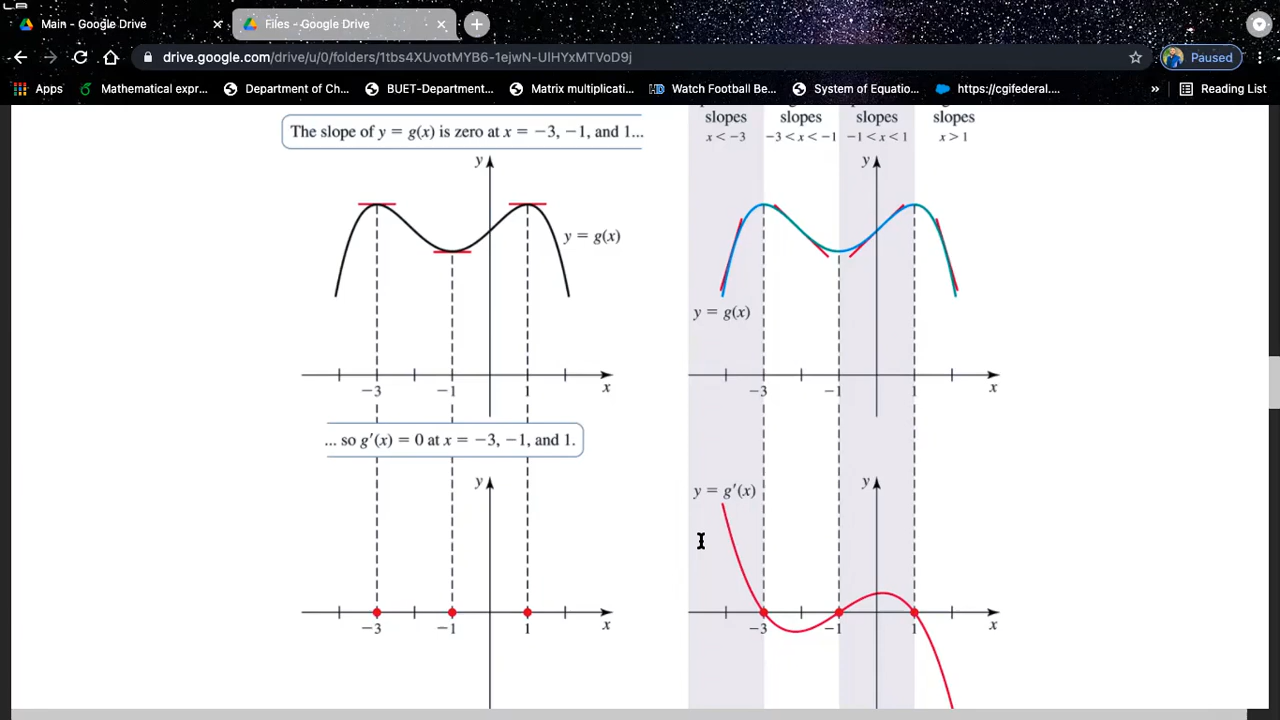 Main - Google Drive
Files - Google Drive
drive.google.com/drive/u/0/folders/1tbs4XUvotMYB6-1ejwN-UIHYxMTVoD9j
Paused
Apps
Mathematical expr...
Department of Ch...
BUET-Department...
Matrix multiplicati...
Watch Football Be...
System of Equatio...
https://cgifederal....
»
Reading List
The slope of y = g(x) is zero at x = −3, −1, and 1...
slopes slopes slopes slopes
x < −3 −3 < x < −1 −1 < x < 1 x > 1
y
y = g(x)
−3 −1 1 x
y
y = g(x)
−3 −1 1 x
... so g′(x) = 0 at x = −3, −1, and 1.
y
−3 −1 1 x
y = g′(x)
y
−3 −1 1 x